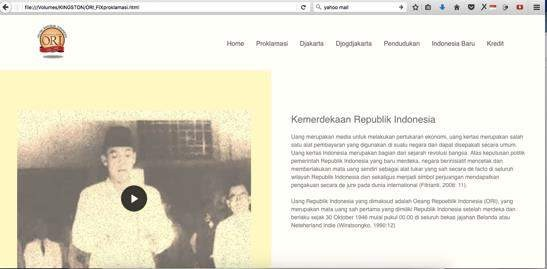 file:///Volumes/KINGSTON/ORI_FIX/proklamasi.html
yahoo mail
ORI
Home Proklamasi Djakarta Djogdjakarta Pendudukan Indonesia Baru Kredit
Kemerdekaan Republik Indonesia
Uang merupakan media untuk melakukan pertukaran ekonomi, uang kertas merupakan salah
satu alat pembayaran yang digunakan di suatu negara dan dapat disepakati secara umum.
Uang kertas Indonesia merupakan bagian dari sejarah revolusi bangsa. Atas keputusan politik
pemerintah Republik Indonesia yang baru merdeka, negara berinisiatif mencetak dan
memberlakukan mata uang sendiri sebagai alat tukar yang sah secara de facto di seluruh
wilayah Republik Indonesia dan sekaligus menjadi simbol perjuangan mendapatkan
pengakuan secara de jure pada dunia international (Fitrianti, 2006: 11).
Uang Republik Indonesia yang dimaksud adalah Oeang Repoeblik Indonesia (ORI), yang
merupakan mata uang sah pertama yang dimiliki Republik Indonesia setelah merdeka dan
berlaku sejak 30 Oktober 1946 mulai pukul 00.00 di seluruh bekas jajahan Belanda atau
Netherland Indie (Wiratsongko, 1990:12)